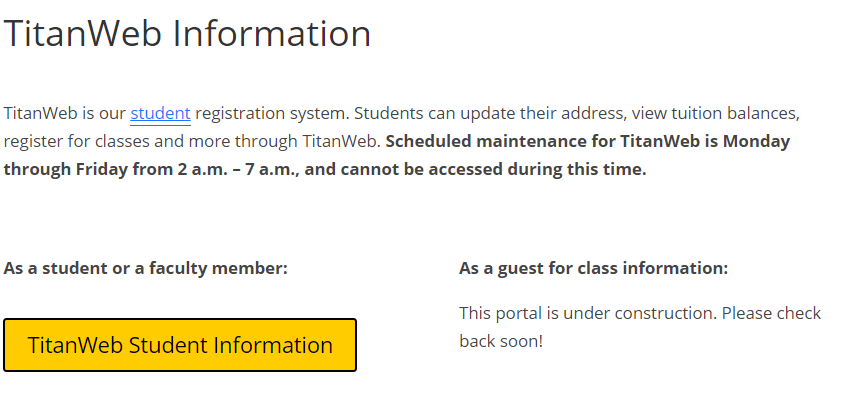 TitanWeb Information
TitanWeb is our student registration system. Students can update their address, view tuition balances,
register for classes and more through TitanWeb. Scheduled maintenance for TitanWeb is Monday
through Friday from 2 a.m. – 7 a.m., and cannot be accessed during this time.
As a student or a faculty member:
TitanWeb Student Information
As a guest for class information:
This portal is under construction. Please check
back soon!